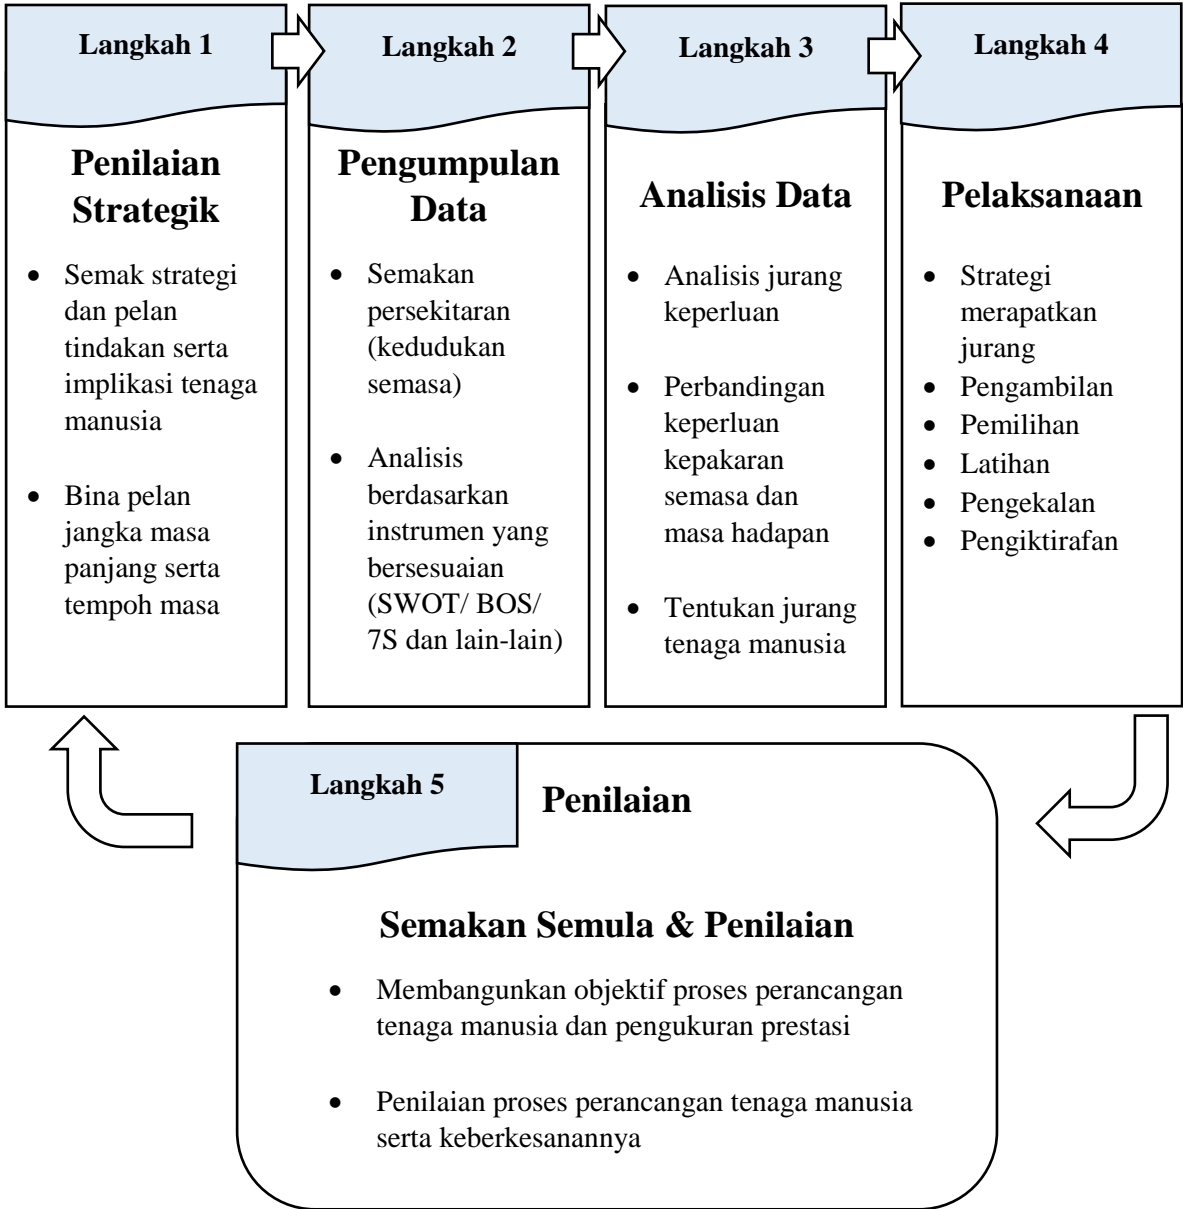 Langkah 1
Penilaian
Strategik
• Semak strategi
dan pelan
tindakan serta
implikasi tenaga
manusia
• Bina pelan
jangka masa
panjang serta
tempoh masa
Langkah 2
Pengumpulan
Data
• Semakan
persekitaran
(kedudukan
semasa)
• Analisis
berdasarkan
instrumen yang
bersesuaian
(SWOT/ BOS/
7S dan lain-lain)
Langkah 3
Analisis Data
• Analisis jurang
keperluan
• Perbandingan
keperluan
kepakaran
semasa dan
masa hadapan
• Tentukan jurang
tenaga manusia
Langkah 4
Pelaksanaan
• Strategi
merapatkan
jurang
• Pengambilan
• Pemilihan
• Latihan
• Pengekalan
• Pengiktirafan
Langkah 5
Penilaian
Semakan Semula & Penilaian
• Membangunkan objektif proses perancangan
tenaga manusia dan pengukuran prestasi
• Penilaian proses perancangan tenaga manusia
serta keberkesanannya